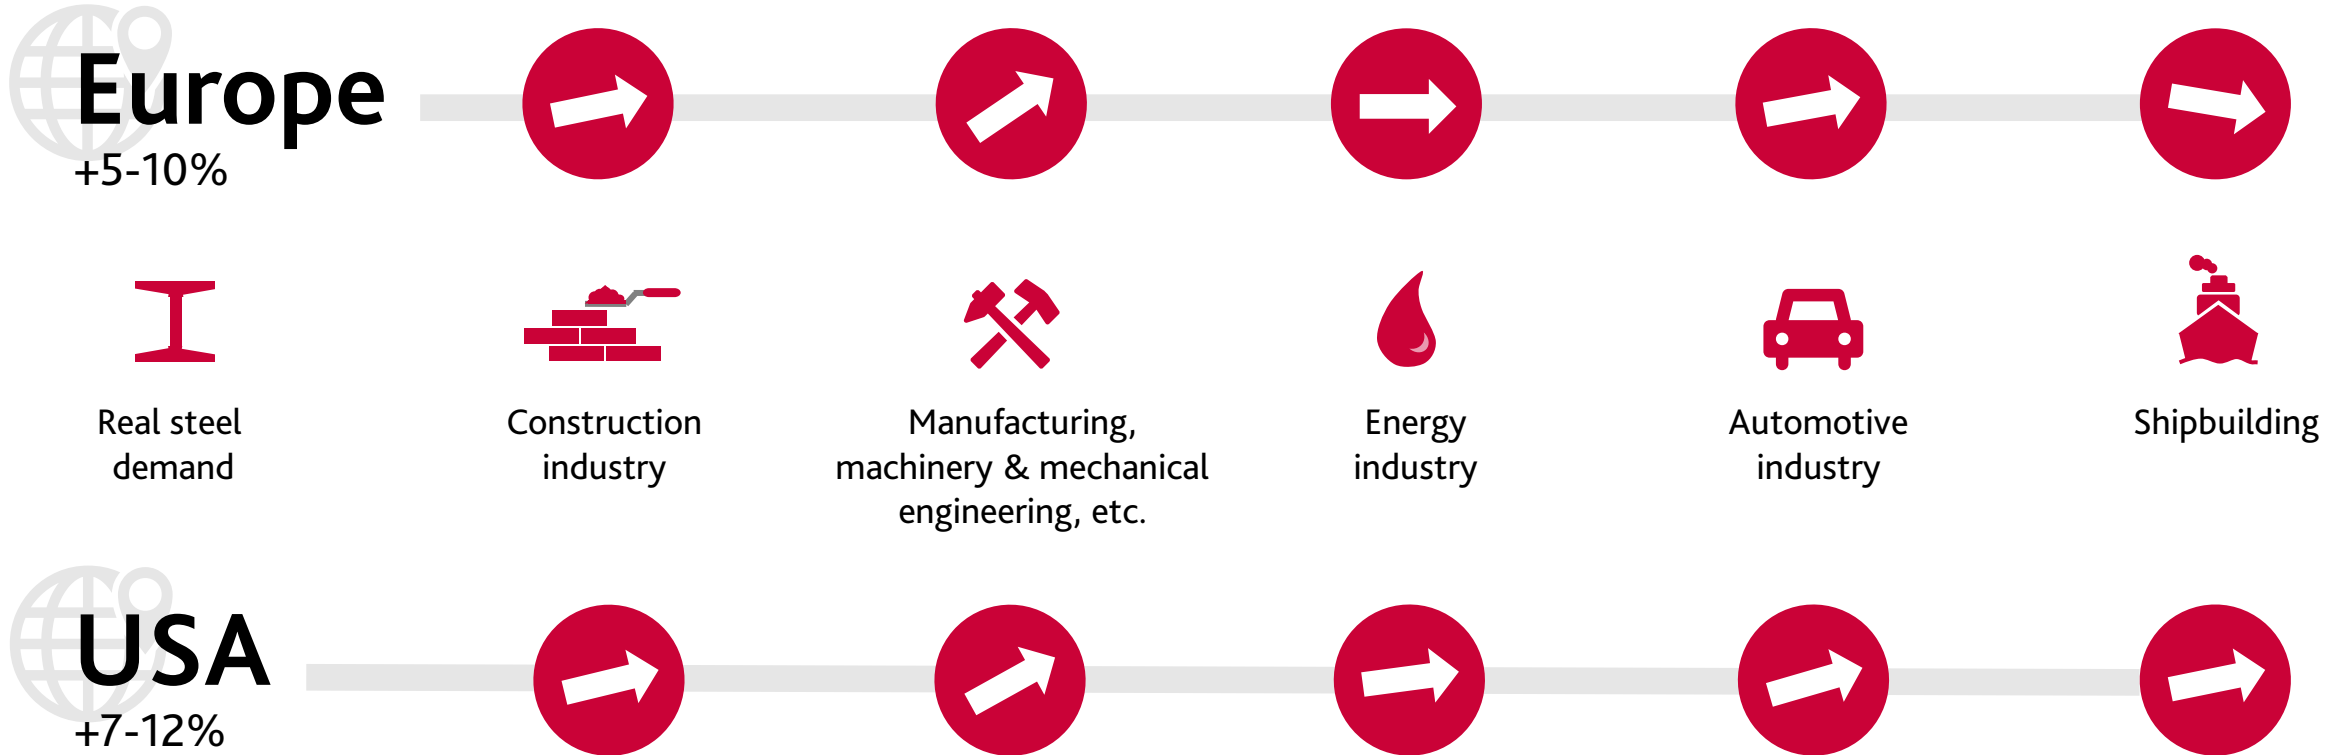 Europe
+5-10%
Real steel
demand
Construction
industry
Manufacturing,
machinery & mechanical
engineering, etc.
Energy
industry
Automotive
industry
Shipbuilding
USA
+7-12%